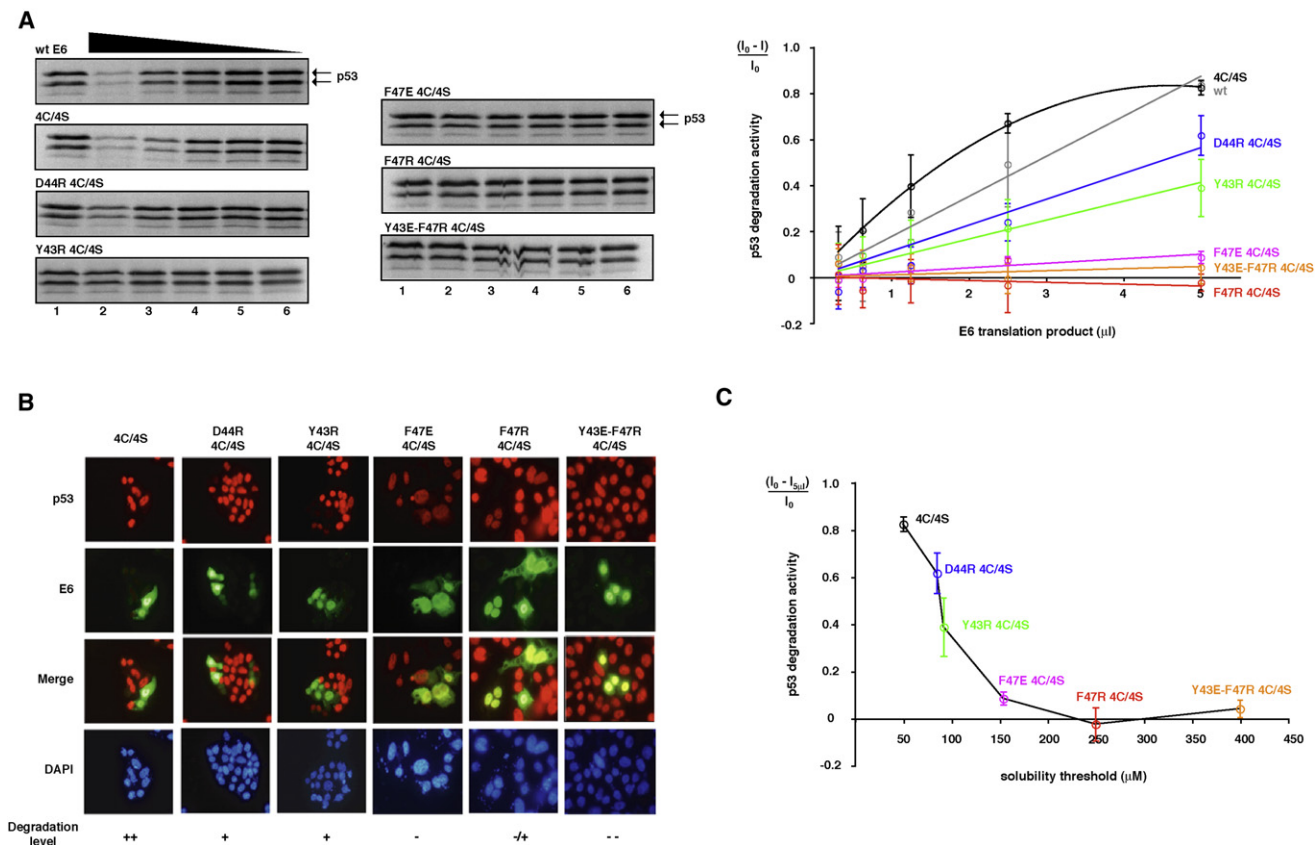 A
wt E6
p53
4C/4S
D44R 4C/4S
Y43R 4C/4S
1 2 3 4 5 6
F47E 4C/4S
p53
F47R 4C/4S
Y43E-F47R 4C/4S
1 2 3 4 5 6
(I0 - I)
I0
p53 degradation activity
1.0
0.8
0.6
0.4
0.2
0
-0.2
1 2 3 4 5
E6 translation product (µl)
4C/4S
wt
D44R 4C/4S
Y43R 4C/4S
F47E 4C/4S
Y43E-F47R 4C/4S
F47R 4C/4S
B
4C/4S
D44R 4C/4S
Y43R 4C/4S
F47E 4C/4S
F47R 4C/4S
Y43E-F47R 4C/4S
p53
E6
Merge
DAPI
Degradation level
++ + + - -/+ - -
C
(I0 - I5µl)
I0
p53 degradation activity
1.0
0.8
0.6
0.4
0.2
0
-0.2
4C/4S
D44R 4C/4S
Y43R 4C/4S
F47E 4C/4S
F47R 4C/4S
Y43E-F47R 4C/4S
50 100 150 200 250 300 350 400 450
solubility threshold (µM)